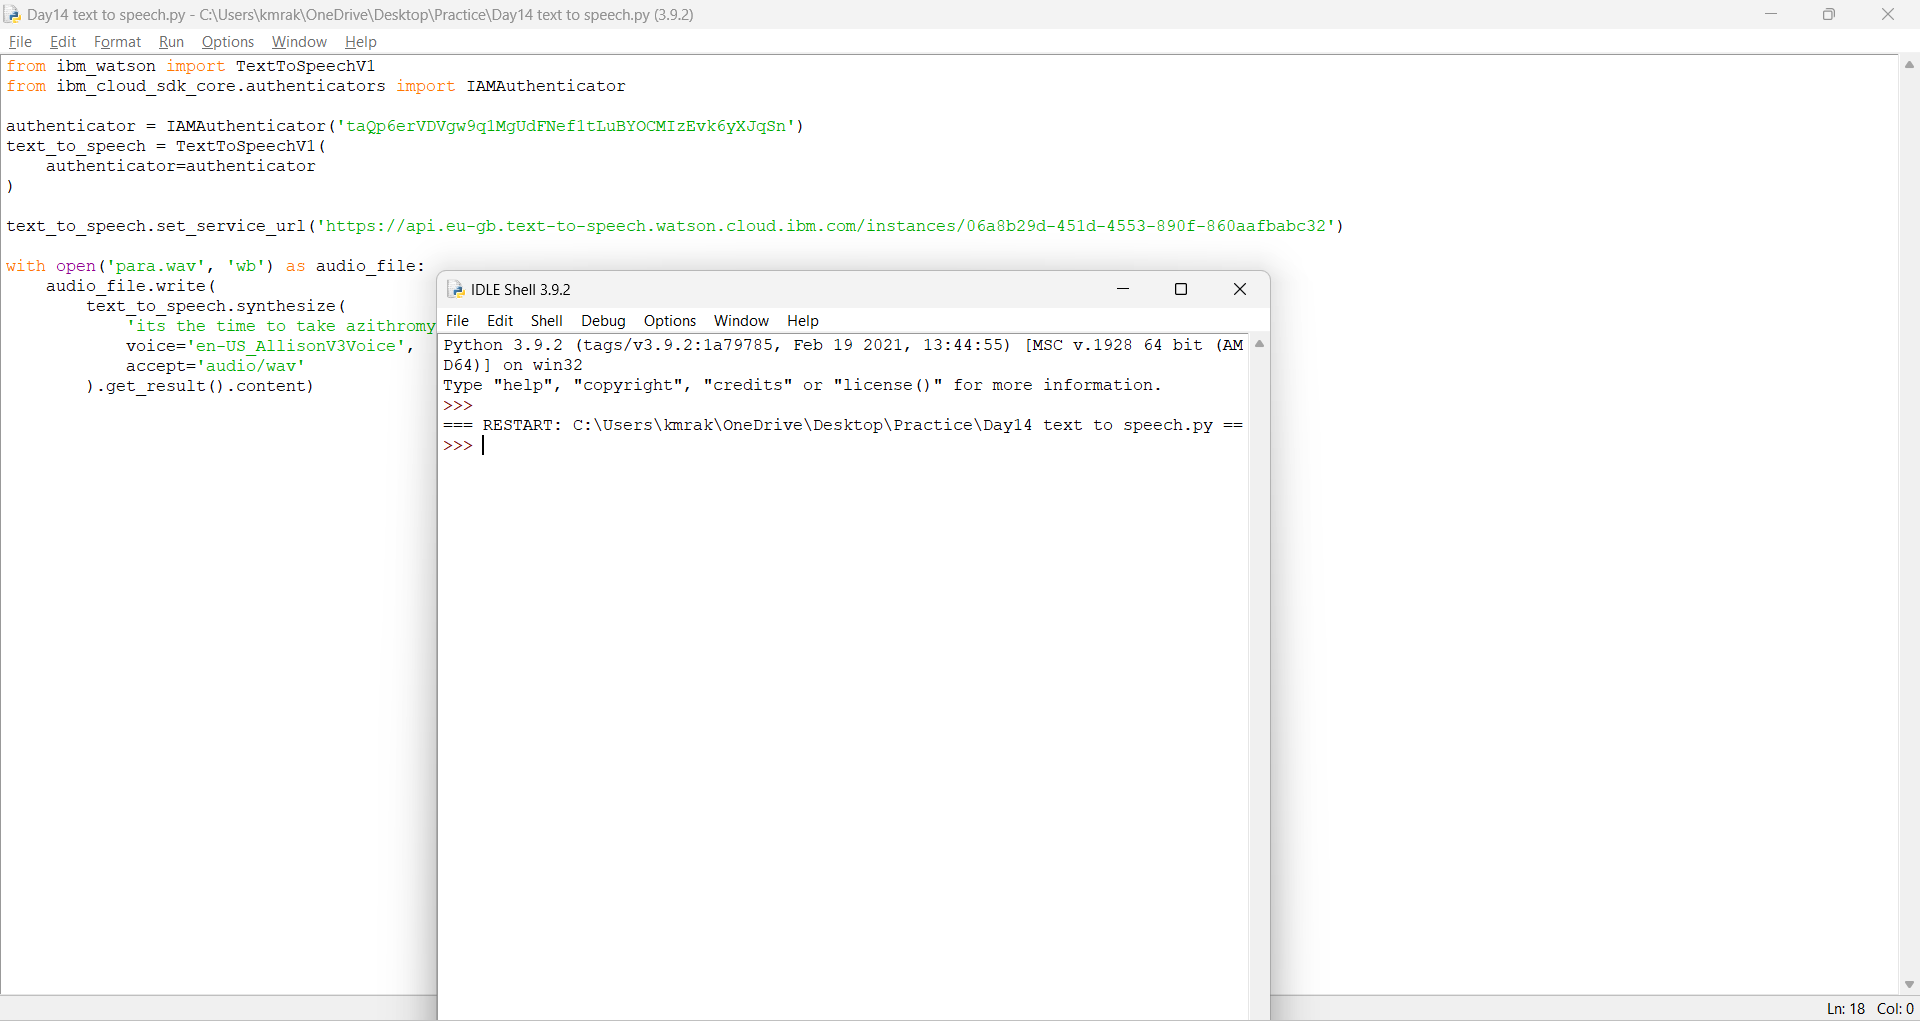 Day14 text to speech.py - C:\Users\kmrak\OneDrive\Desktop\Practice\Day14 text to speech.py (3.9.2)
File Edit Format Run Options Window Help
from ibm_watson import TextToSpeechV1
from ibm_cloud_sdk_core.authenticators import IAMAuthenticator
authenticator = IAMAuthenticator('taQp6erVDVgw9q1MgUdFNef1tLuBYOCMIzEvk6yXJqSn')
text_to_speech = TextToSpeechV1(
    authenticator=authenticator
)
text_to_speech.set_service_url('https://api.eu-gb.text-to-speech.watson.cloud.ibm.com/instances/06a8b29d-451d-4553-890f-860aafbabc32')
with open('para.wav', 'wb') as audio_file:
    audio_file.write(
        text_to_speech.synthesize(
            'its the time to take azithromy
            voice='en-US_AllisonV3Voice',
            accept='audio/wav'
        ).get_result().content)
IDLE Shell 3.9.2
File Edit Shell Debug Options Window Help
Python 3.9.2 (tags/v3.9.2:1a79785, Feb 19 2021, 13:44:55) [MSC v.1928 64 bit (AM
D64)] on win32
Type "help", "copyright", "credits" or "license()" for more information.
>>>
=== RESTART: C:\Users\kmrak\OneDrive\Desktop\Practice\Day14 text to speech.py ==
>>>
Ln: 18 Col: 0